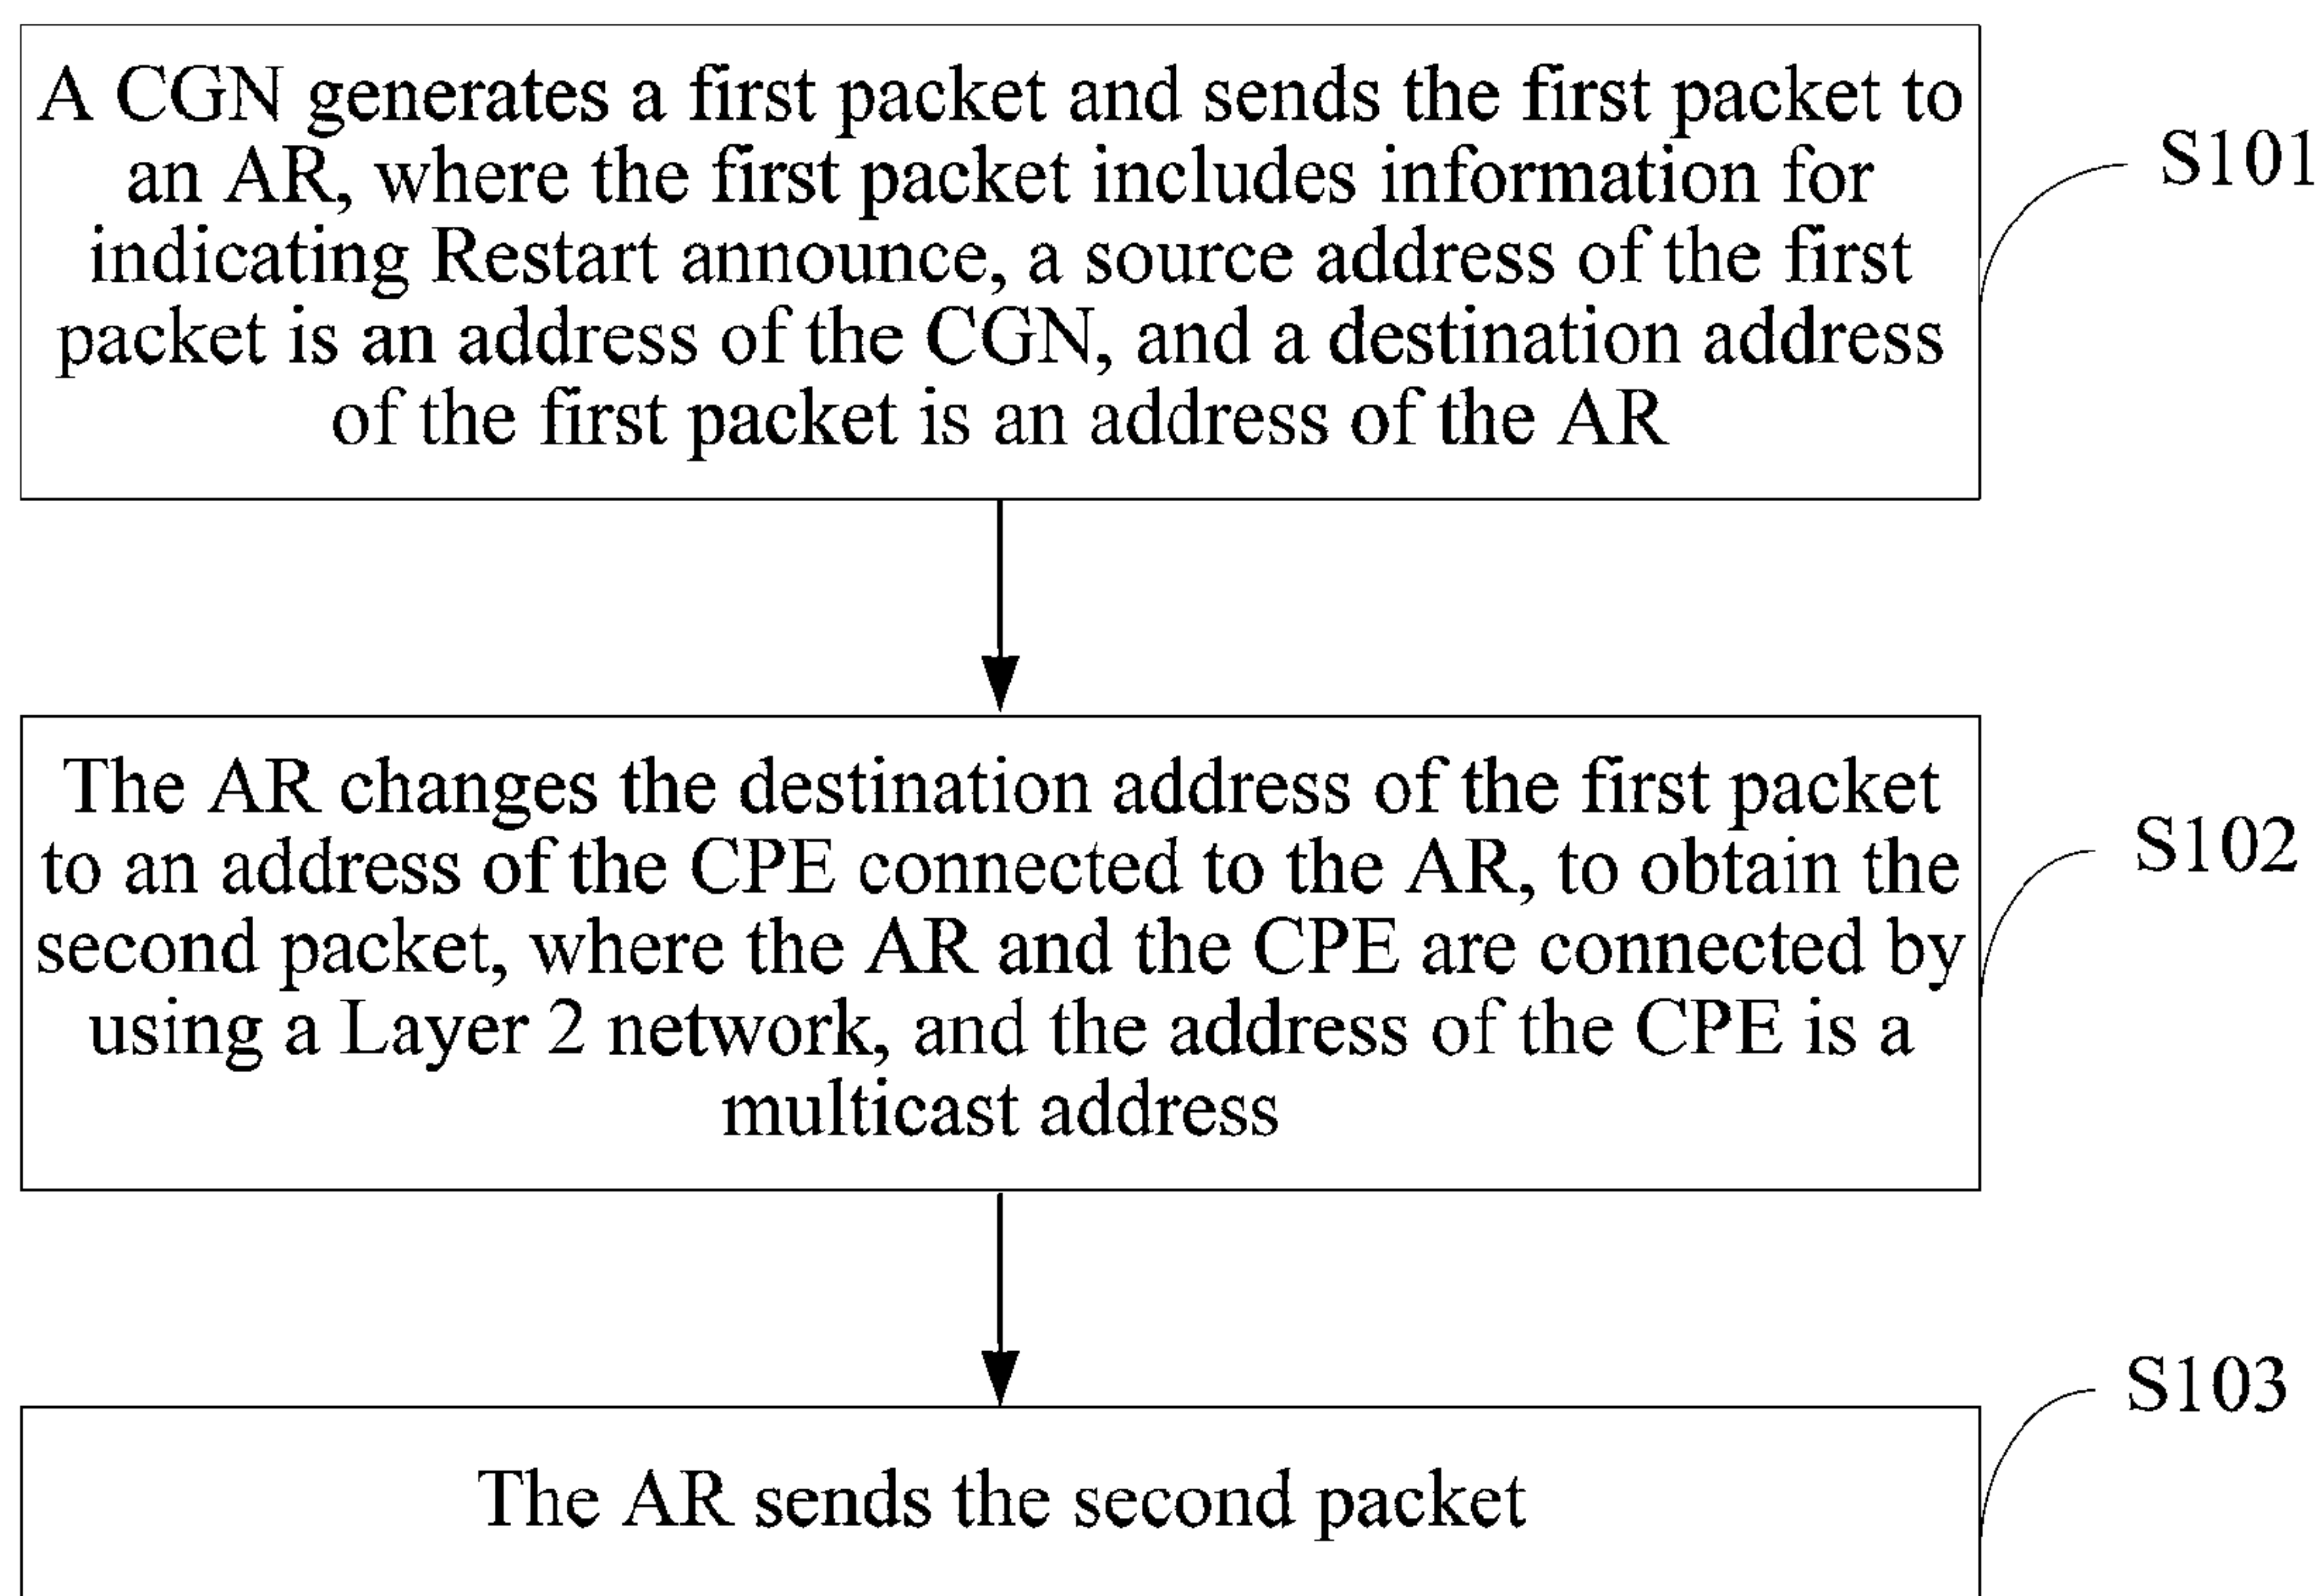 A CGN generates a first packet and sends the first packet to
an AR, where the first packet includes information for
indicating Restart announce, a source address of the first
packet is an address of the CGN, and a destination address
of the first packet is an address of the AR
S101
The AR changes the destination address of the first packet
to an address of the CPE connected to the AR, to obtain the
second packet, where the AR and the CPE are connected by
using a Layer 2 network, and the address of the CPE is a
multicast address
S102
The AR sends the second packet
S103